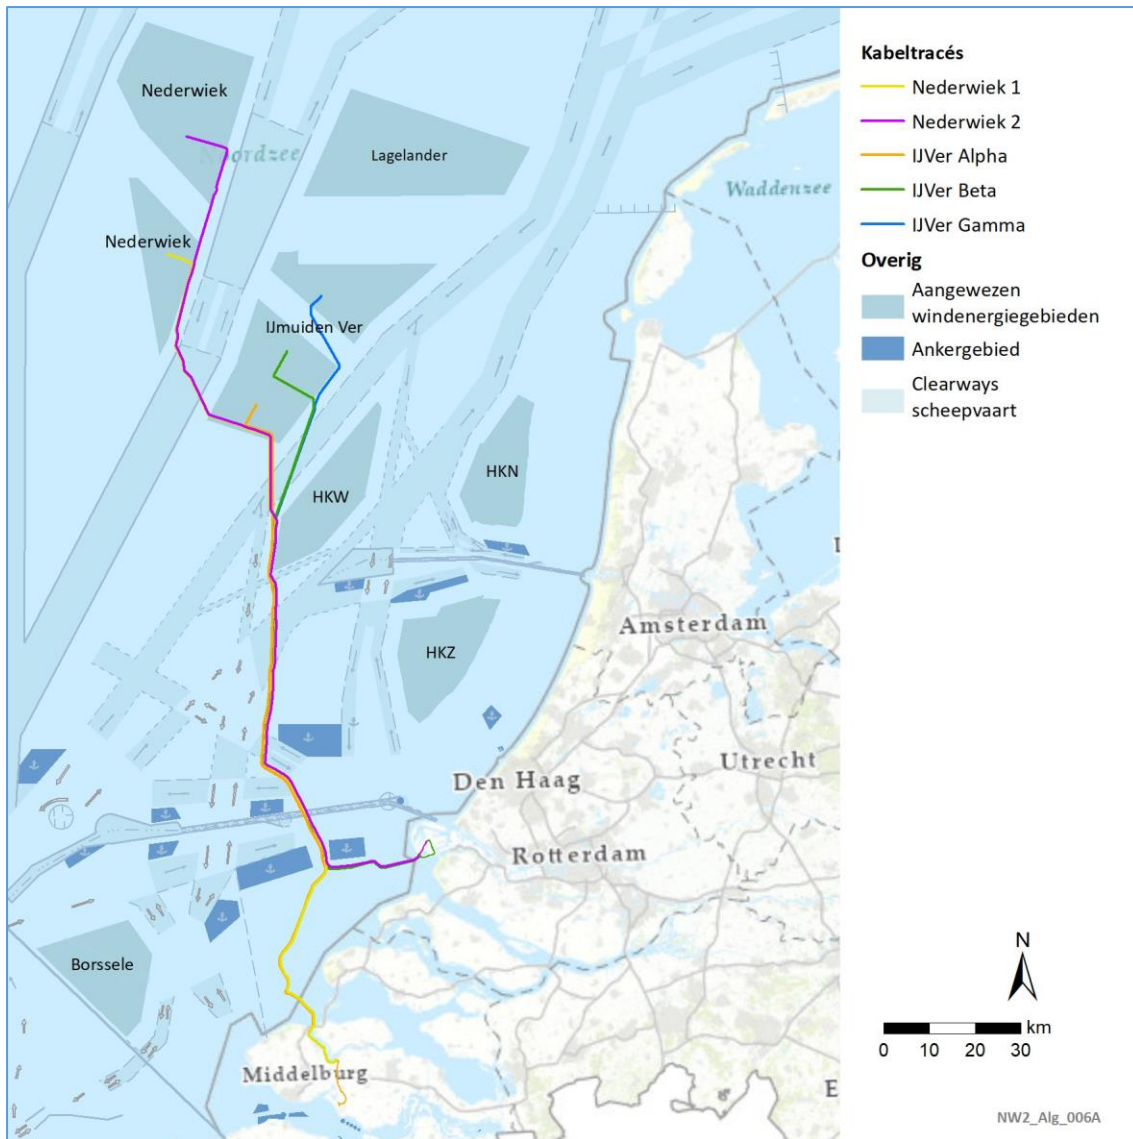 Nederwiek
Noordzee
Lagelander
Waddenzee
Nederwiek
IJmuiden Ver
HKN
HKW
Amsterdam
HKZ
Utrecht
Den Haag
Rotterdam
Borssele
Middelburg
E
Kabeltracés
Nederwiek 1
Nederwiek 2
IJVer Alpha
IJVer Beta
IJVer Gamma
Overig
Aangewezen
windenergiegebieden
Ankergebied
Clearways
scheepvaart
N
km
0 10 20 30
NW2_Alg_006A